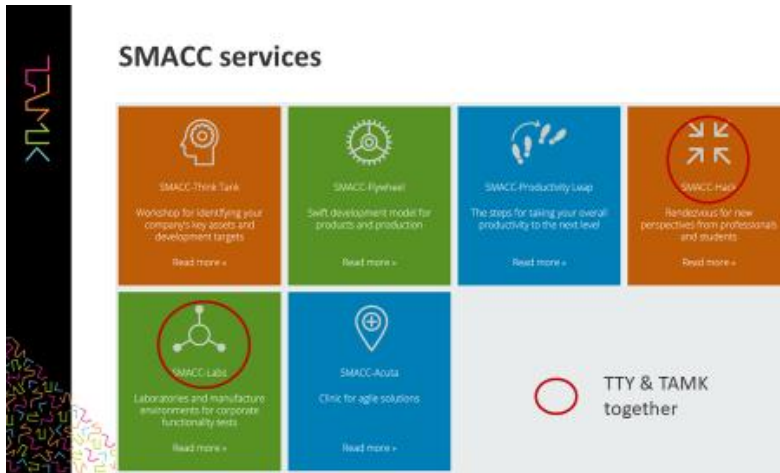 TAMK
SMACC services
SMACC-Think Tank
Workshop for identifying your
company's key assets and
development targets
Read more »
SMACC-Flywheel
Swift development model for
products and production
Read more »
SMACC-Productivity Leap
The steps for taking your overall
productivity to the next level
Read more »
SMACC-Hack
Rendezvous for new
perspectives from professionals
and students
Read more »
SMACC-Labs
Laboratories and manufacture
environments for corporate
functionality tests
Read more »
SMACC-Acuta
Clinic for agile solutions
Read more »
TTY & TAMK
together